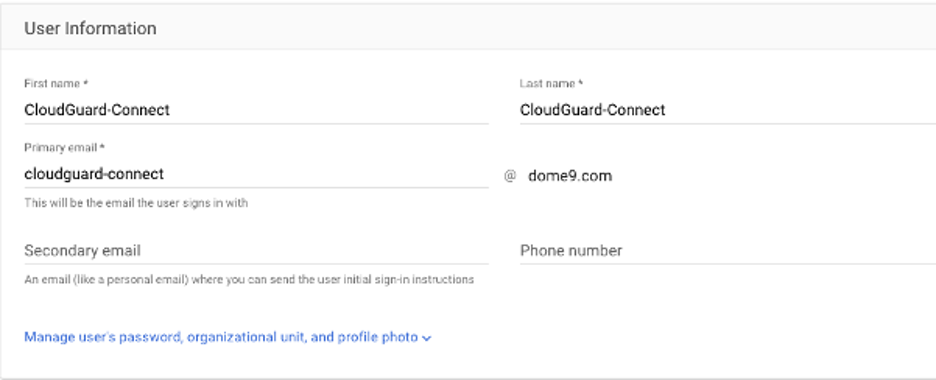 User Information
First name *
Last name *
CloudGuard-Connect
CloudGuard-Connect
Primary email *
cloudguard-connect
@ dome9.com
This will be the email the user signs in with
Secondary email
Phone number
An email (like a personal email) where you can send the user initial sign-in instructions
Manage user's password, organizational unit, and profile photo